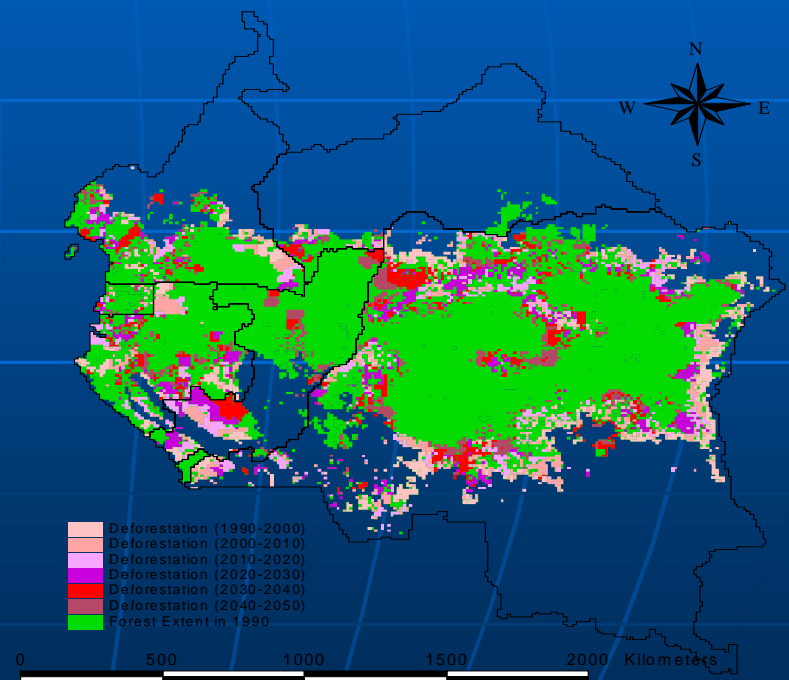 N
W E
S
Deforestation (1990-2000)
Deforestation (2000-2010)
Deforestation (2010-2020)
Deforestation (2020-2030)
Deforestation (2030-2040)
Deforestation (2040-2050)
Forest Extent in 1990
0 500 1000 1500 2000 Kilometers